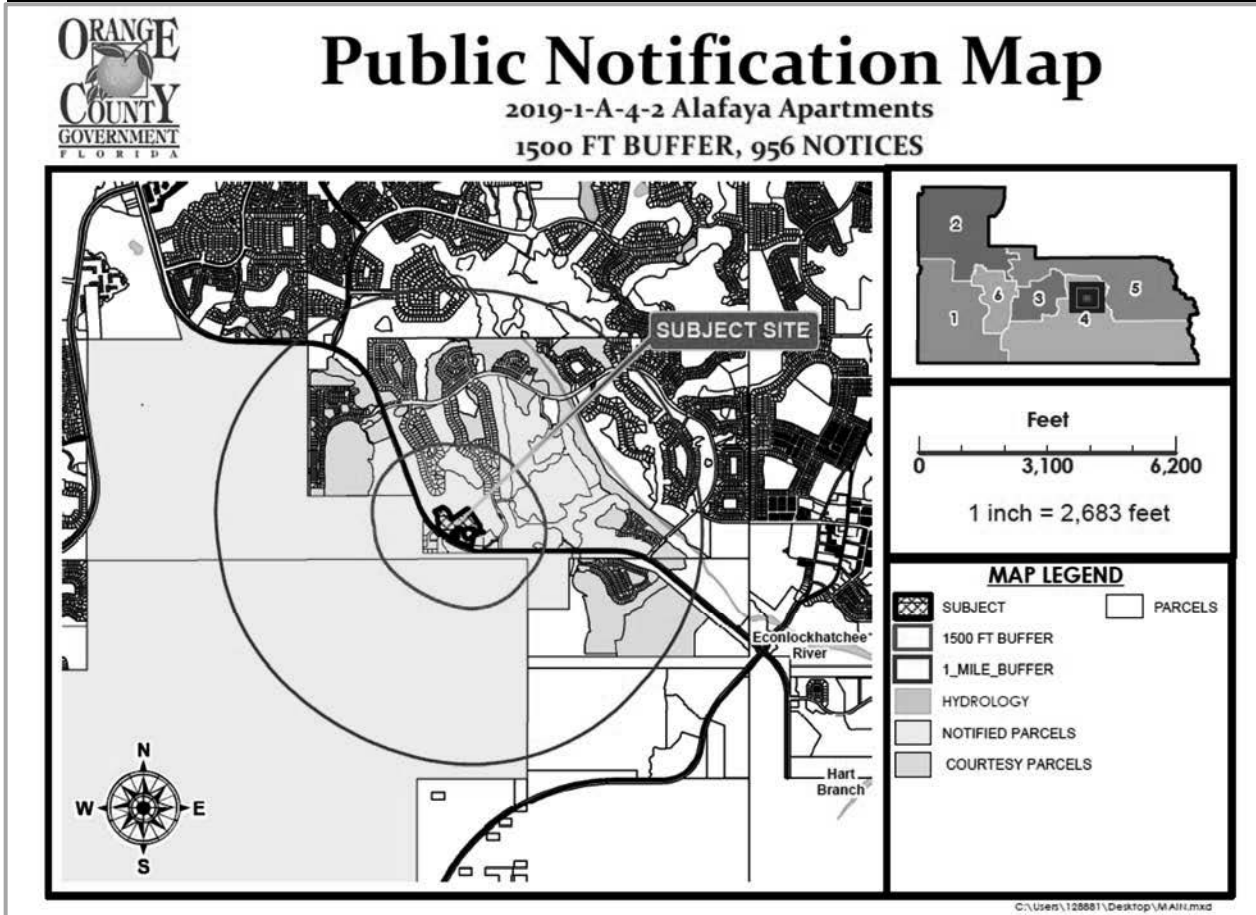 ORANGE
COUNTY
GOVERNMENT
FLORIDA
Public Notification Map
2019-1-A-4-2 Alafaya Apartments
1500 FT BUFFER, 956 NOTICES
SUBJECT SITE
Econlockhatchee
River
Hart
Branch
N
W E
S
2
5
6
3
1
4
Feet
0 3,100 6,200
1 inch = 2,683 feet
MAP LEGEND
SUBJECT PARCELS
1500 FT BUFFER
1_MILE_BUFFER
HYDROLOGY
NOTIFIED PARCELS
COURTESY PARCELS
C:\Users\128881\Desktop\MAIN.mxd